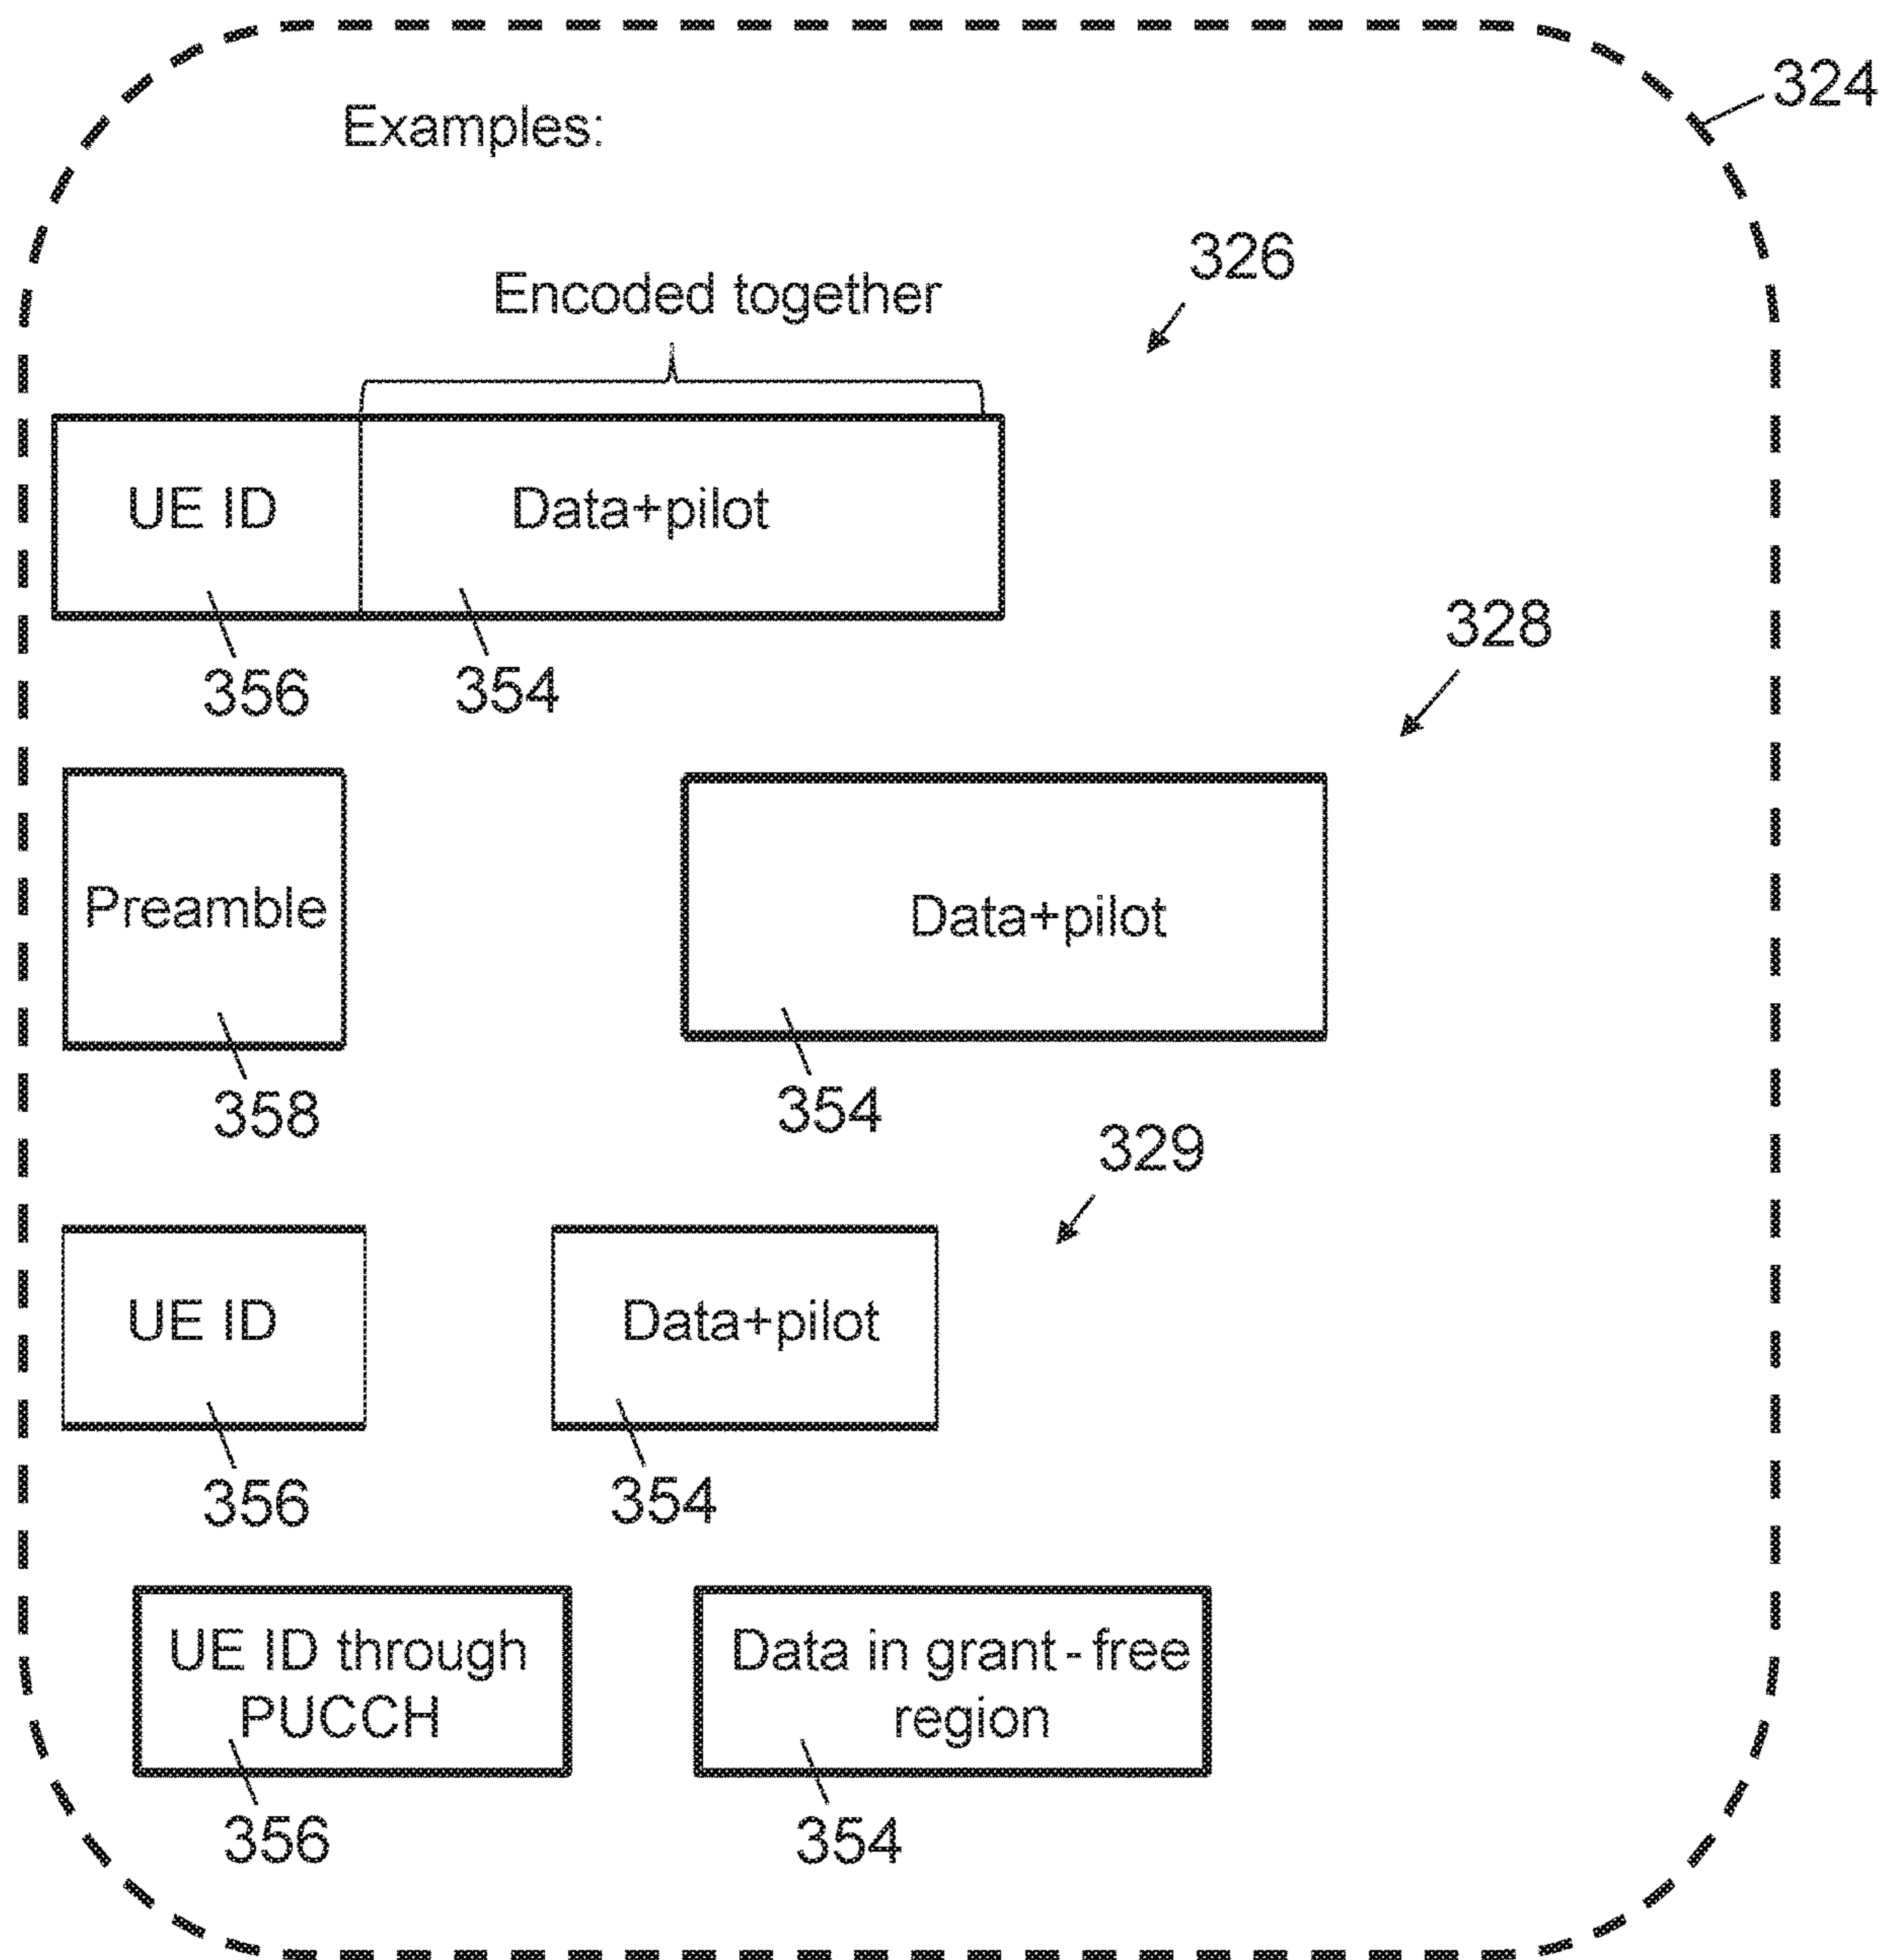 324
Examples:
326
Encoded together
UE ID
Data+pilot
356
354
328
Preamble
Data+pilot
358
354
329
UE ID
Data+pilot
356
354
UE ID through
PUCCH
Data in grant-free
region
356
354